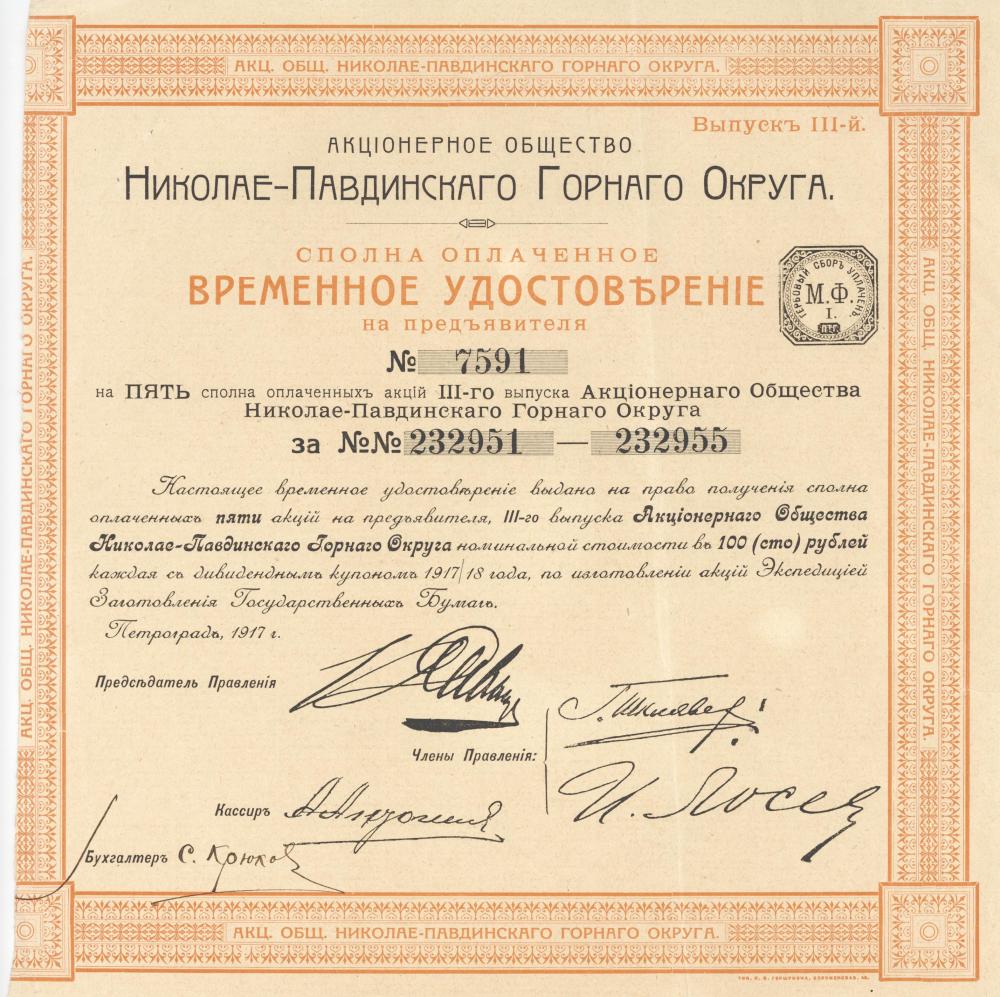 АКЦ. ОБЩ. НИКОЛАЕ-ПАВДИНСКАГО ГОРНАГО ОКРУГА.
Выпускъ III-й.
АКЦІОНЕРНОЕ ОБЩЕСТВО
НИКОЛАЕ-ПАВДИНСКАГО ГОРНАГО ОКРУГА.
СПОЛНА ОПЛАЧЕННОЕ
ВРЕМЕННОЕ УДОСТОВѢРЕНІЕ
на предъявителя
ГЕРБОВЫЙ СБОРЪ УПЛАЧЕНЪ
М.Ф.
I.
ПТГ.
№ 7591
на ПЯТЬ сполна оплаченныхъ акцій III-го выпуска Акціонернаго Общества
Николае-Павдинскаго Горнаго Округа
за №№ 232951 — 232955
Настоящее временное удостовѣреніе выдано на право полученія сполна
оплаченныхъ пяти акцій на предъявителя, III-го выпуска Акціонернаго Общества
Николае-Павдинскаго Горнаго Округа номинальной стоимости въ 100 (сто) рублей
каждая съ дивиденднымъ купономъ 1917/18 года, по изготовленіи акцій Экспедиціей
Заготовленія Государственныхъ Бумагъ.
Петроградъ, 1917 г.
Предсѣдатель Правленія
Члены Правленія:
Кассиръ
Бухгалтеръ С. Крюков
АКЦ. ОБЩ. НИКОЛАЕ-ПАВДИНСКАГО ГОРНАГО ОКРУГА.
АКЦ. ОБЩ. НИКОЛАЕ-ПАВДИНСКАГО ГОРНАГО ОКРУГА.
АКЦ. ОБЩ. НИКОЛАЕ-ПАВДИНСКАГО ГОРНАГО ОКРУГА.